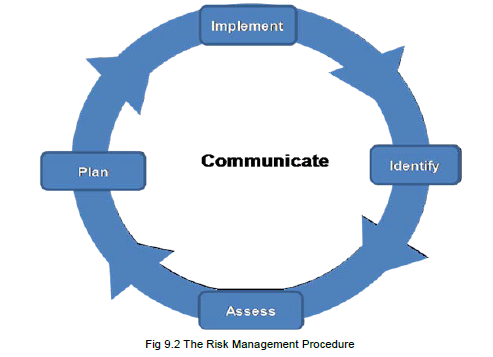 Implement
Communicate
Identify
Plan
Assess
Fig 9.2 The Risk Management Procedure